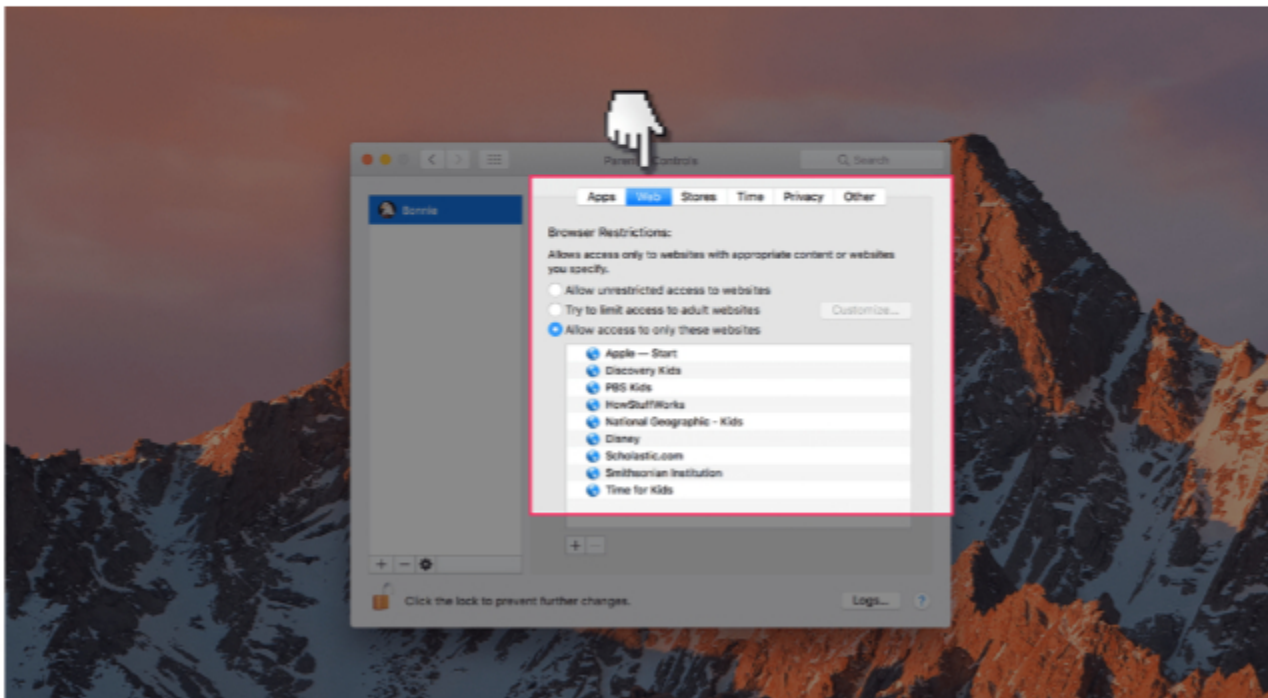 Parental Controls
Search
Bonnie
Apps Web Stores Time Privacy Other
Browser Restrictions:
Allows access only to websites with appropriate content or websites
you specify.
Allow unrestricted access to websites
Try to limit access to adult websites Customize...
Allow access to only these websites
Apple — Start
Discovery Kids
PBS Kids
HowStuffWorks
National Geographic - Kids
Disney
Scholastic.com
Smithsonian Institution
Time for Kids
Click the lock to prevent further changes.
Logs... ?